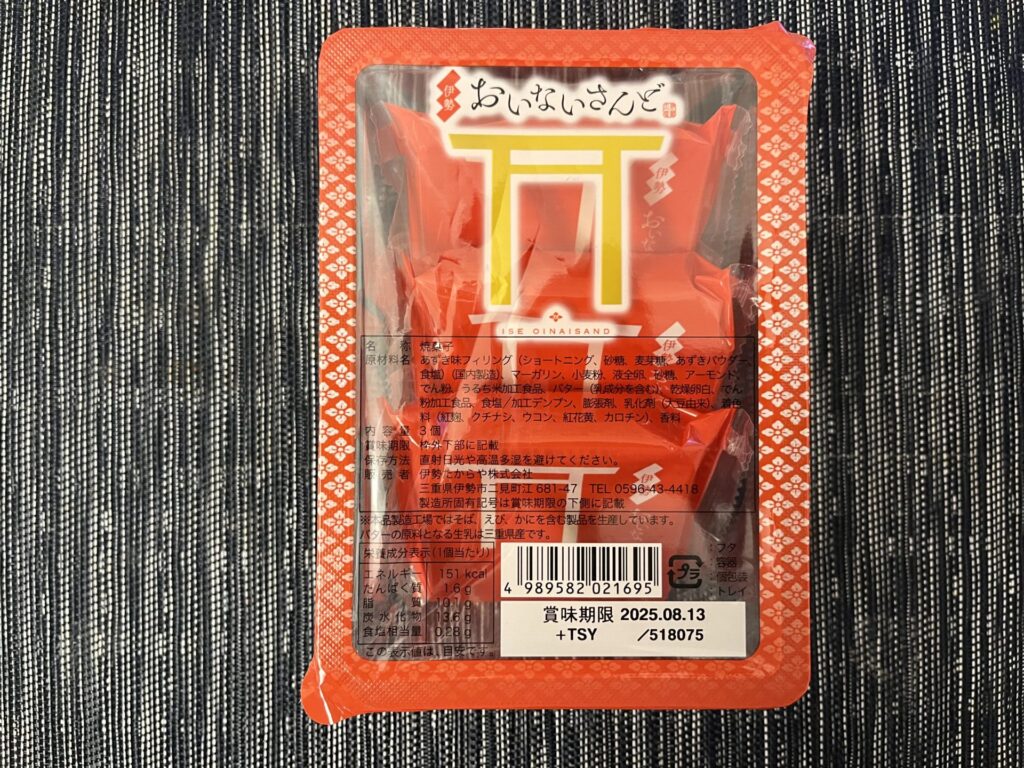 伊勢 おいないさんど
伊勢
おいな
ISE OINAISAND
伊勢
名称 焼菓子
原材料名 あずき味フィリング（ショートニング、砂糖、麦芽糖、あずきパウダー、
食塩）（国内製造）、マーガリン、小麦粉、液全卵、砂糖、アーモンド、
でん粉、うるち米加工食品、バター（乳成分を含む）、乾燥卵白、でん
粉加工食品、食塩/加工デンプン、膨張剤、乳化剤（大豆由来）、着色
料（紅麹、クチナシ、ウコン、紅花黄、カロチン）、香料
内容量 3個
賞味期限 枠外下部に記載
保存方法 直射日光や高温多湿を避けてください。
販売者 伊勢たからや株式会社
三重県伊勢市二見町江681-47 TEL 0596-43-4418
製造所固有記号は賞味期限の下側に記載
※本品製造工場ではそば、えび、かにを含む製品を生産しています。
バターの原料となる生乳は三重県産です。
栄養成分表示（1個当たり）
エネルギー 151 kcal
たんぱく質 1.6 g
脂質 10.1 g
炭水化物 13.6 g
食塩相当量 0.28 g
この表示値は、目安です。
4 989582 021695
プラ
：フタ
：容器
：個包装
トレイ
賞味期限 2025.08.13
+TSY /518075